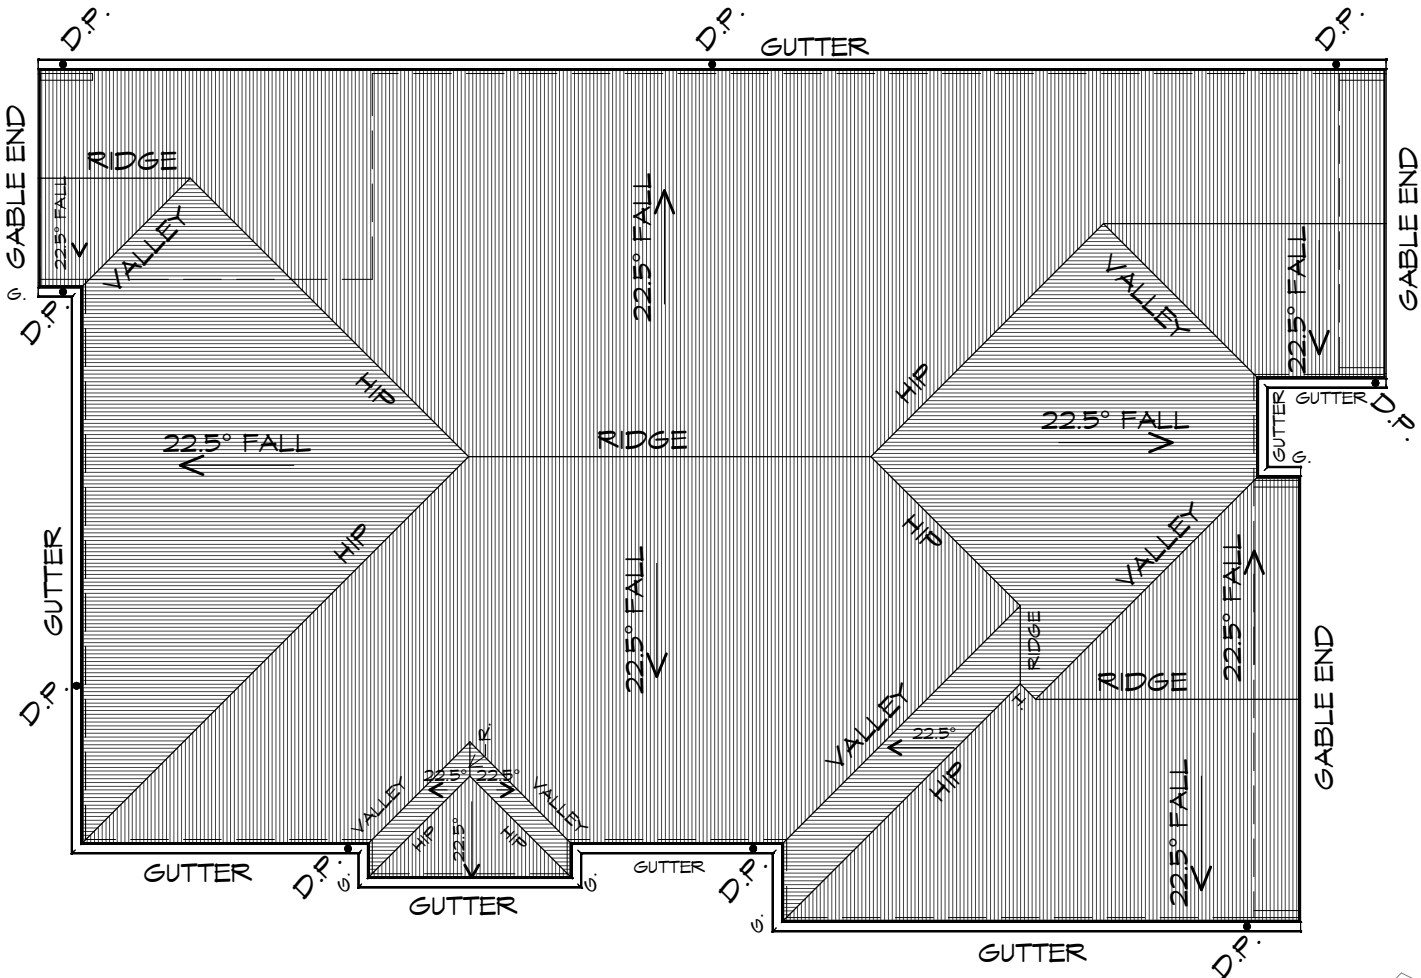 D.P.
D.P.
D.P.
GUTTER
GABLE END
RIDGE
22.5° FALL
VALLEY
G.
D.P.
22.5° FALL
GABLE END
VALLEY
22.5° FALL
HIP
HIP
GUTTER
GUTTER
D.P.
G.
22.5° FALL
RIDGE
22.5° FALL
HIP
HIP
VALLEY
GUTTER
22.5° FALL
22.5° FALL
RIDGE
RIDGE
GABLE END
D.P.
H.
VALLEY
22.5°
R.
22.5°
22.5°
VALLEY
VALLEY
HIP
HIP
HIP
22.5°
22.5° FALL
GUTTER
D.P.
G.
G.
GUTTER
D.P.
GUTTER
G.
GUTTER
D.P.